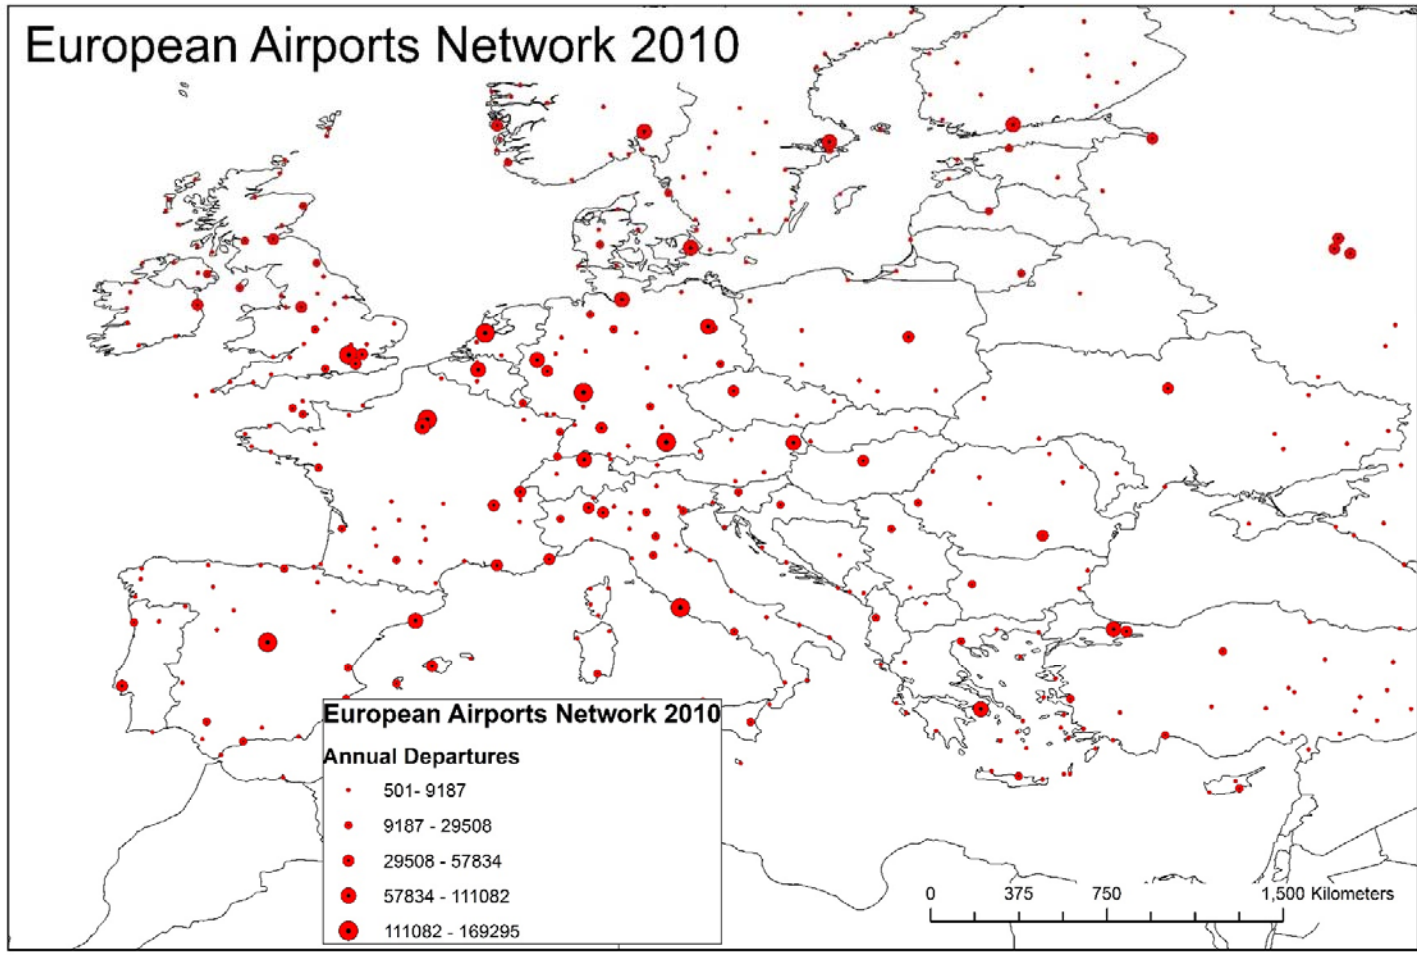 European Airports Network 2010
European Airports Network 2010
Annual Departures
501- 9187
9187 - 29508
29508 - 57834
57834 - 111082
111082 - 169295
0 375 750 1,500 Kilometers